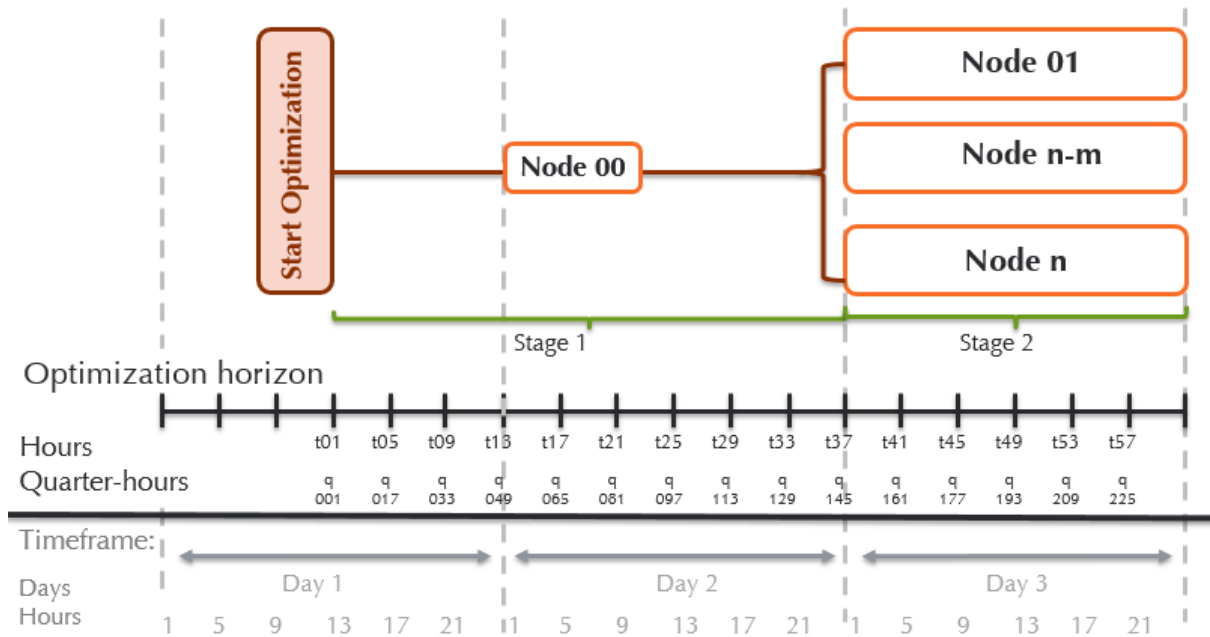 Start Optimization
Node 01
Node n-m
Node 00
Node n
Stage 1
Stage 2
Optimization horizon
Hours t01 t05 t09 t13 t17 t21 t25 t29 t33 t37 t41 t45 t49 t53 t57
Quarter-hours q q q q q q q q q q q q q q q
001 017 033 049 065 081 097 113 129 145 161 177 193 209 225
Timeframe:
Days Day 1 Day 2 Day 3
Hours 1 5 9 13 17 21 1 5 9 13 17 21 1 5 9 13 17 21